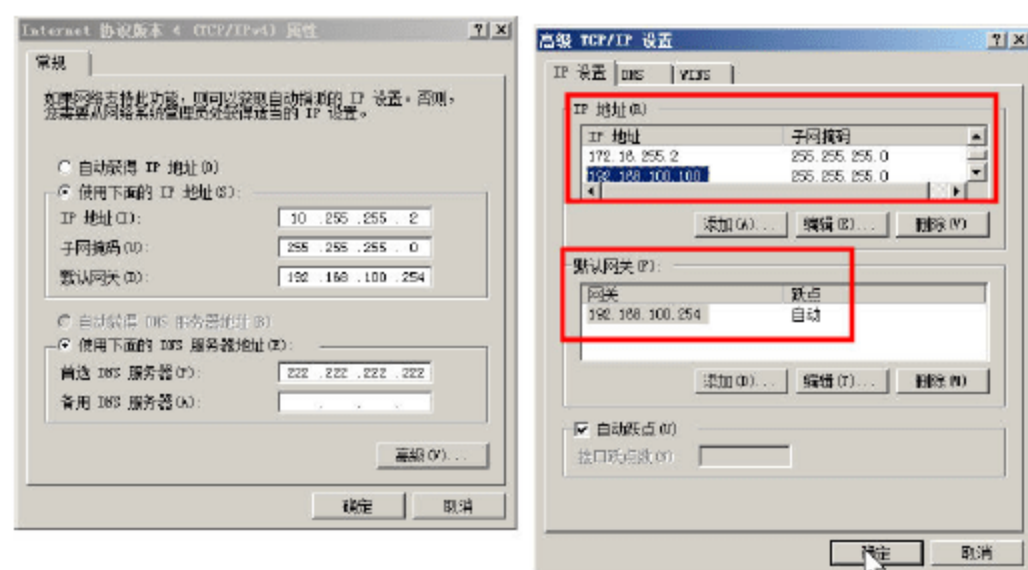 Internet 协议版本 4 (TCP/IPv4) 属性
常规
如果网络支持此功能，则可以获取自动指派的 IP 设置。否则，
您需要从网络系统管理员处获得适当的 IP 设置。
自动获得 IP 地址(O)
使用下面的 IP 地址(S):
IP 地址(I): 10 .255 .255 . 2
子网掩码(U): 255 .255 .255 . 0
默认网关(D): 192 .168 .100 .254
自动获得 DNS 服务器地址(B)
使用下面的 DNS 服务器地址(E):
首选 DNS 服务器(P): 222 .222 .222 .222
备用 DNS 服务器(A):
高级(V)...
确定 取消
高级 TCP/IP 设置
IP 设置 DNS WINS
IP 地址(R)
IP 地址 子网掩码
172.16.255.2 255.255.255.0
192.168.100.100 255.255.255.0
添加(A)... 编辑(E)... 删除(V)
默认网关(F):
网关 跃点
192.168.100.254 自动
添加(D)... 编辑(T)... 删除(M)
自动跃点(U)
接口跃点数(N)
确定 取消